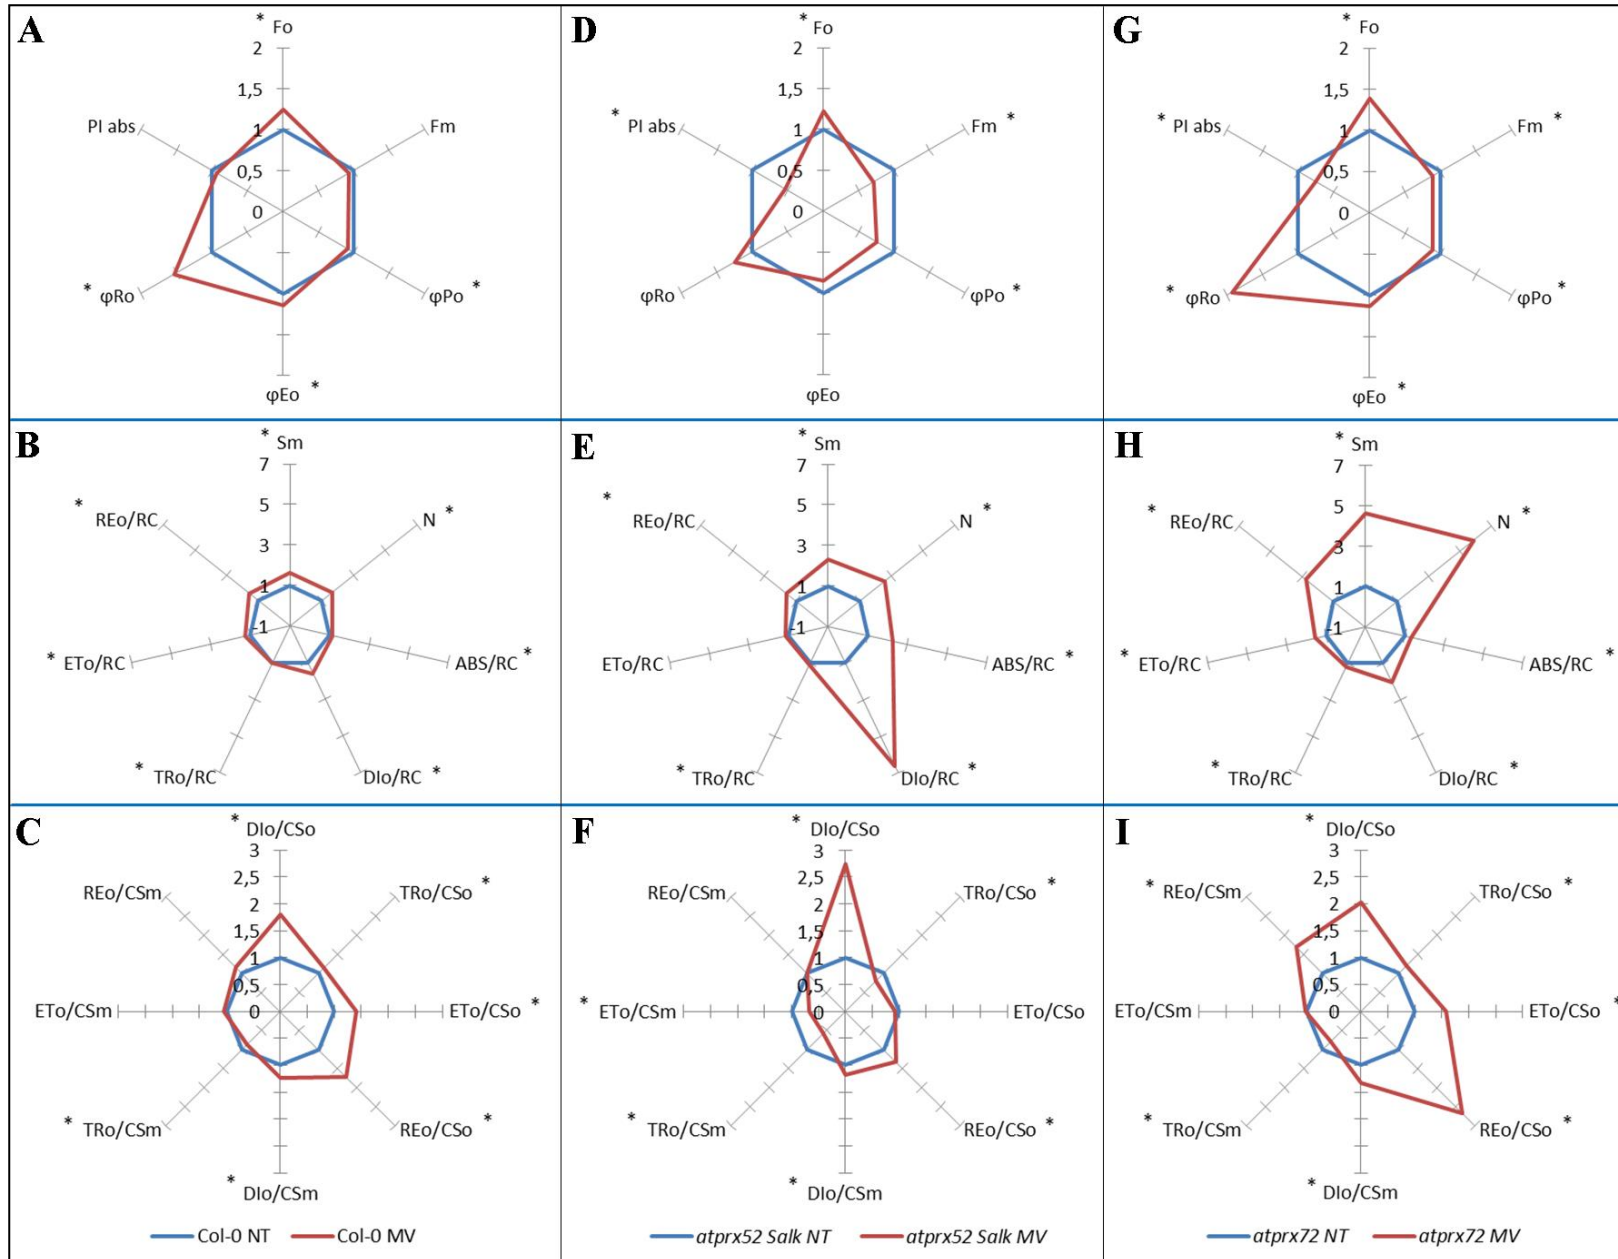 A
* Fo
2
1,5
1
0,5
0
PI abs
Fm
* φRo
φPo *
φEo *
D
* Fo
2
1,5
1
0,5
0
* PI abs
Fm *
φRo
φPo *
φEo
G
* Fo
2
1,5
1
0,5
0
* PI abs
Fm *
* φRo
φPo *
φEo *
B
* Sm
7
5
3
1
-1
* REo/RC
N *
* ETo/RC
ABS/RC *
* TRo/RC
DIo/RC *
E
* Sm
7
5
3
1
-1
* REo/RC
N *
ETo/RC
ABS/RC *
* TRo/RC
DIo/RC *
H
* Sm
7
5
3
1
-1
* REo/RC
N *
* ETo/RC
ABS/RC *
* TRo/RC
DIo/RC *
C
* DIo/CSo
3
2,5
2
1,5
1
0,5
0
REo/CSm
TRo/CSo *
ETo/CSm
ETo/CSo *
* TRo/CSm
REo/CSo *
* DIo/CSm
Col-0 NT
Col-0 MV
F
* DIo/CSo
3
2,5
2
1,5
1
0,5
0
REo/CSm
TRo/CSo *
* ETo/CSm
ETo/CSo
* TRo/CSm
REo/CSo *
* DIo/CSm
atprx52 Salk NT
atprx52 Salk MV
I
* DIo/CSo
3
2,5
2
1,5
1
0,5
0
* REo/CSm
TRo/CSo *
ETo/CSm
ETo/CSo *
* TRo/CSm
REo/CSo *
* DIo/CSm
atprx72 NT
atprx72 MV